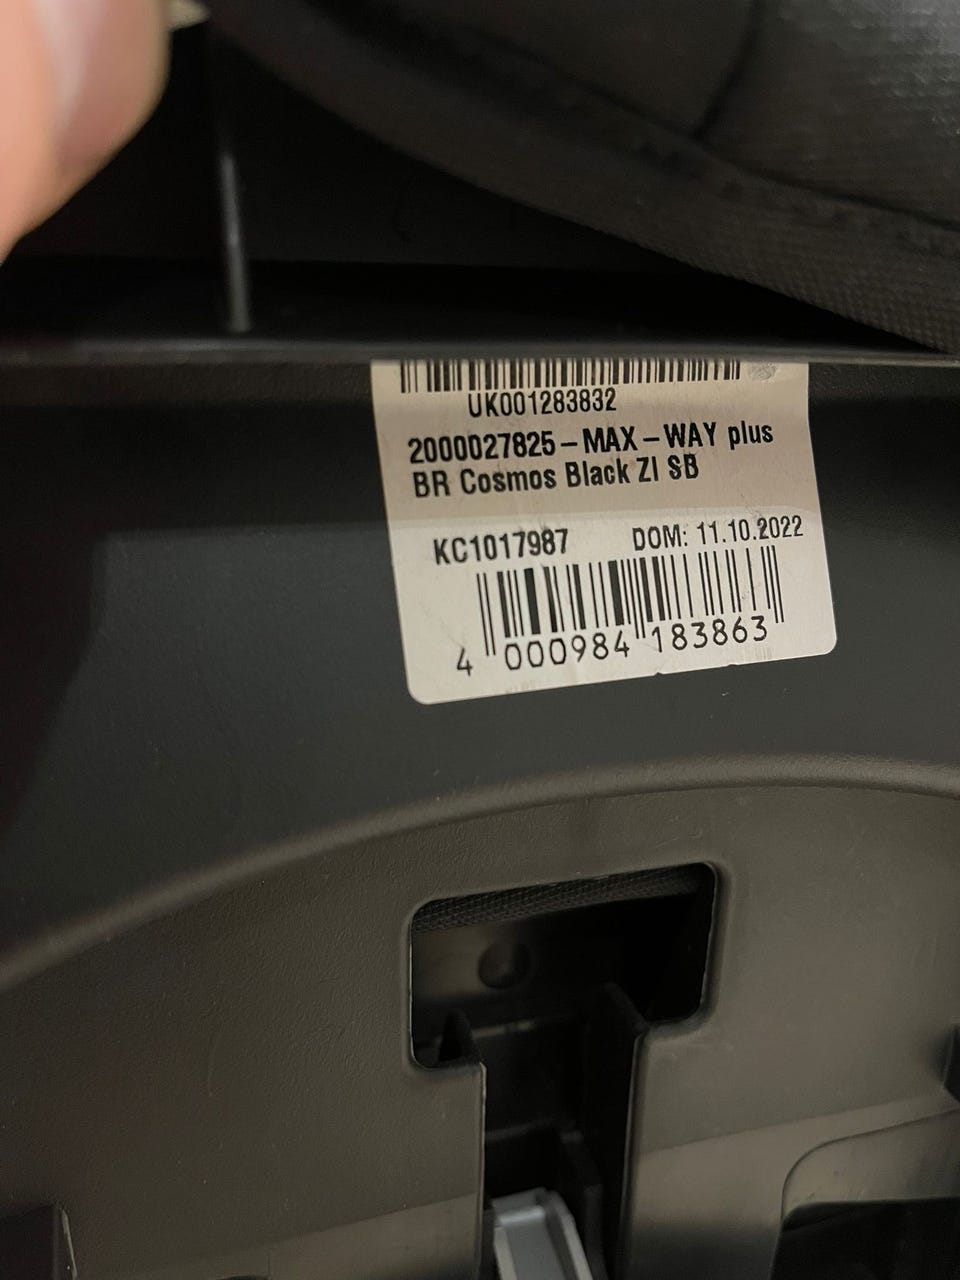 UK001283832
2000027825-MAX-WAY plus
BR Cosmos Black ZI SB
KC1017987 DOM: 11.10.2022
4 000984 183863